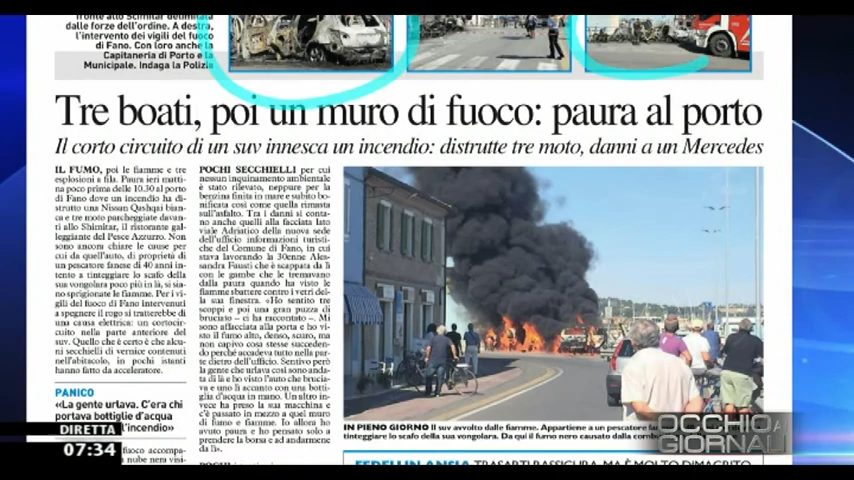 fronte allo Scimitar delimitata
dalle forze dell'ordine. A destra,
l'intervento dei vigili del fuoco
di Fano. Con loro anche la
Capitaneria di Porto e la
Municipale. Indaga la Polizia
Tre boati, poi un muro di fuoco: paura al porto
Il corto circuito di un suv innesca un incendio: distrutte tre moto, danni a un Mercedes
IL FUMO, poi le fiamme e tre
esplosioni a fila. Paura ieri matti-
na poco prima delle 10.30 al porto
di Fano dove un incendio ha di-
strutto una Nissan Qashqai bian-
ca e tre moto parcheggiate davan-
ti allo Shimitar, il ristorante gal-
leggiante del Pesce Azzurro. Non
sono ancora chiare le cause per
cui da quell'auto, di proprietà di
un pescatore fanese di 40 anni in-
tento a tinteggiare lo scafo della
sua vongolara poco più in là, si sia-
no sprigionate le fiamme. Per i vi-
gili del fuoco di Fano intervenuti
a spegnere il rogo si tratterebbe di
una causa elettrica: un cortocir-
cuito nella parte anteriore del
suv. Quello che è certo è che alcu-
ni secchielli di vernice contenuti
nell'abitacolo, in pochi istanti
hanno fatto da acceleratore.
PANICO
«La gente urlava. C'era chi
portava bottiglie d'acqua
l'incendio»
fuoco accompa-
nube nera visi-
POCHI SECCHIELLI per cui
nessun inquinamento ambientale
è stato rilevato, neppure per la
benzina finita in mare e subito bo-
nificata così come quella rimasta
sull'asfalto. Tra i danni si conta-
no anche quelli alla facciata lato
viale Adriatico della nuova sede
dell'ufficio informazioni turisti-
che del Comune di Fano, in cui
stava lavorando la 30enne Ales-
sandra Fausti che è scappata da lì
con le gambe che le tremavano
dalla paura quando ha visto le
fiamme sbattere contro i vetri del-
la sua finestra. «Ho sentito tre
scoppi e poi una gran puzza di
bruciato – ci ha raccontato –. Mi
sono affacciata alla porta e ho vi-
sto il fumo alto, denso, scuro, ma
non capivo cosa stesse succeden-
do perché accadeva tutto nella par-
te dietro dell'ufficio. Sentivo però
la gente che urlava così sono anda-
ta di là e ho visto l'auto che brucia-
va e uno lì accanto con una botti-
glia d'acqua in mano. Un altro in-
vece ha preso la sua macchina e
c'è passato in mezzo a quel muro
di fumo e fiamme. Io allora ho
avuto paura e ho pensato solo a
prendere la borsa e ad andarmene
da lì».
IN PIENO GIORNO Il suv avvolto dalle fiamme. Appartiene a un pescatore fan
tinteggiare lo scafo della sua vongolara. Da qui il fumo nero causato dalla comb
FEDELI IN ANSIA TRASARTI RASSICURA, MA È MOLTO DIMAGRITO
DIRETTA
07:34
OCCHIO AI
GIORNALI